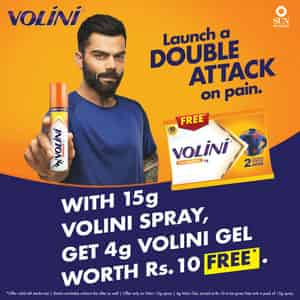 VOLINI
SUN
Launch a
DOUBLE
ATTACK
on pain.
VOLINI
FREE*
VOLINI
2
WITH 15g
VOLINI SPRAY,
GET 4g VOLINI GEL
WORTH Rs.10 FREE*.